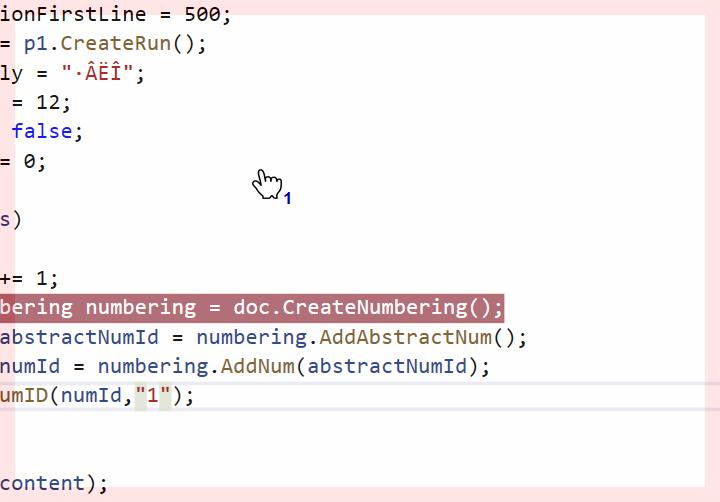 ionFirstLine = 500;
= p1.CreateRun();
ly = "·ÂËÎ";
= 12;
false;
= 0;
1
s)
+= 1;
bering numbering = doc.CreateNumbering();
abstractNumId = numbering.AddAbstractNum();
numId = numbering.AddNum(abstractNumId);
umID(numId,"1");
content);